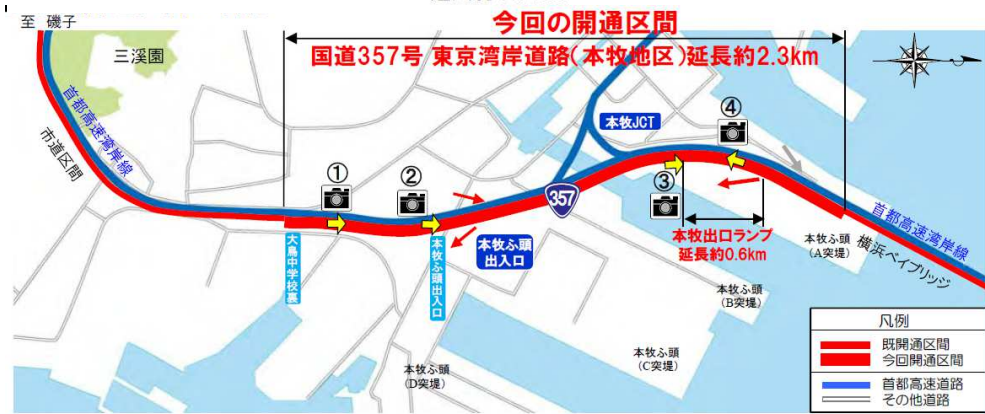 至 磯子
三渓園
首都高速湾岸線
市道区間
今回の開通区間
国道357号 東京湾岸道路(本牧地区)延長約2.3km
①
②
③
④
本牧JCT
357
大鳥中学校裏
本牧ふ頭出入口
本牧ふ頭
出入口
本牧出口ランプ
延長約0.6km
本牧ふ頭
(A突堤)
本牧ふ頭
(B突堤)
本牧ふ頭
(C突堤)
本牧ふ頭
(D突堤)
首都高速湾岸線
横浜ベイブリッジ
凡例
既開通区間
今回開通区間
首都高速道路
その他道路